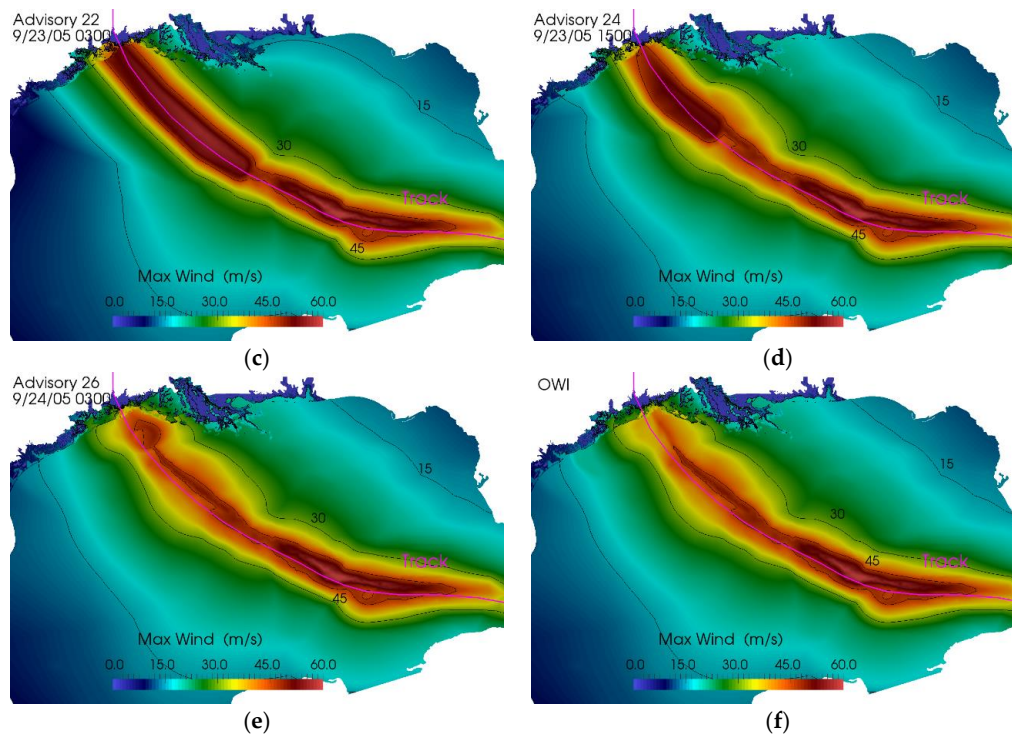 Advisory 22
9/23/05 0300
15
30
Track
45
Max Wind (m/s)
0.0 15.0 30.0 45.0 60.0
(c)
Advisory 24
9/23/05 1500
15
30
Track
45
Max Wind (m/s)
0.0 15.0 30.0 45.0 60.0
(d)
Advisory 26
9/24/05 0300
15
30
Track
45
Max Wind (m/s)
0.0 15.0 30.0 45.0 60.0
(e)
OWI
15
30
45
Track
Max Wind (m/s)
0.0 15.0 30.0 45.0 60.0
(f)